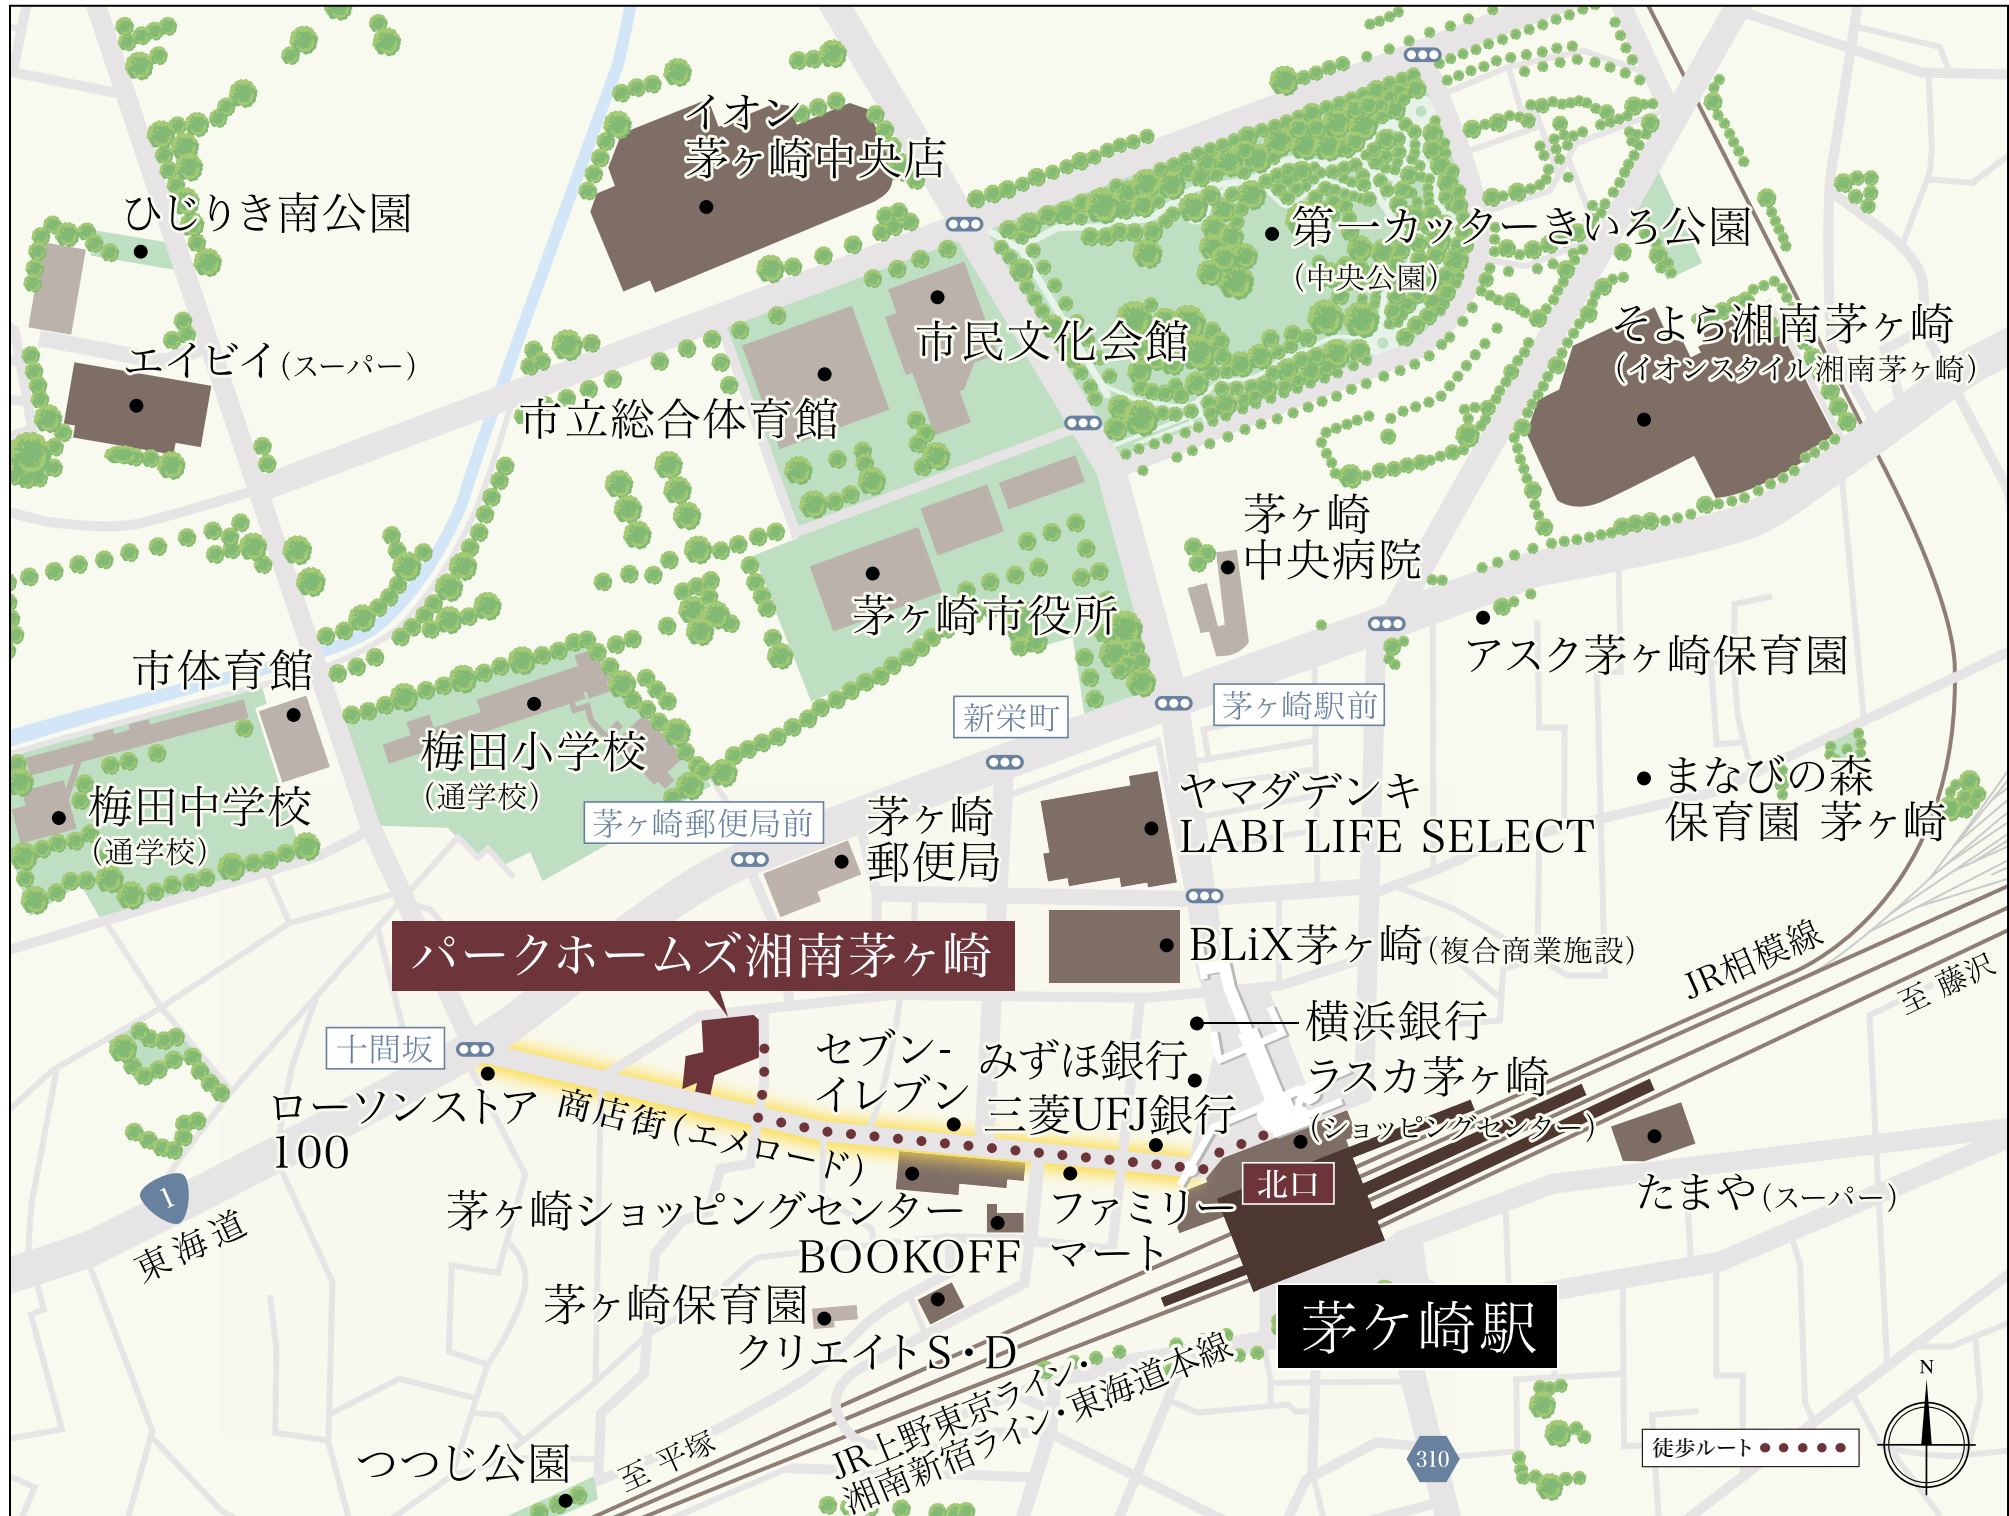 イオン
茅ヶ崎中央店
ひじりき南公園
第一カッターきいろ公園
(中央公園)
市民文化会館
そよら湘南茅ヶ崎
(イオンスタイル湘南茅ヶ崎)
エイビイ(スーパー)
市立総合体育館
茅ヶ崎
中央病院
茅ヶ崎市役所
アスク茅ヶ崎保育園
市体育館
新栄町
茅ヶ崎駅前
梅田小学校
(通学校)
梅田中学校
(通学校)
茅ヶ崎郵便局前
茅ヶ崎
郵便局
ヤマダデンキ
LABI LIFE SELECT
まなびの森
保育園 茅ヶ崎
パークホームズ湘南茅ヶ崎
BLiX茅ヶ崎(複合商業施設)
JR相模線
至 藤沢
十間坂
セブン-
イレブン
みずほ銀行
三菱UFJ銀行
横浜銀行
ラスカ茅ヶ崎
(ショッピングセンター)
ローソンストア
100
商店街(エメロード)
北口
たまや(スーパー)
1
東海道
茅ヶ崎ショッピングセンター
BOOKOFF
ファミリー
マート
茅ヶ崎保育園
クリエイトS・D
茅ケ崎駅
JR上野東京ライン・
湘南新宿ライン・東海道本線
つつじ公園
至 平塚
310
徒歩ルート
N